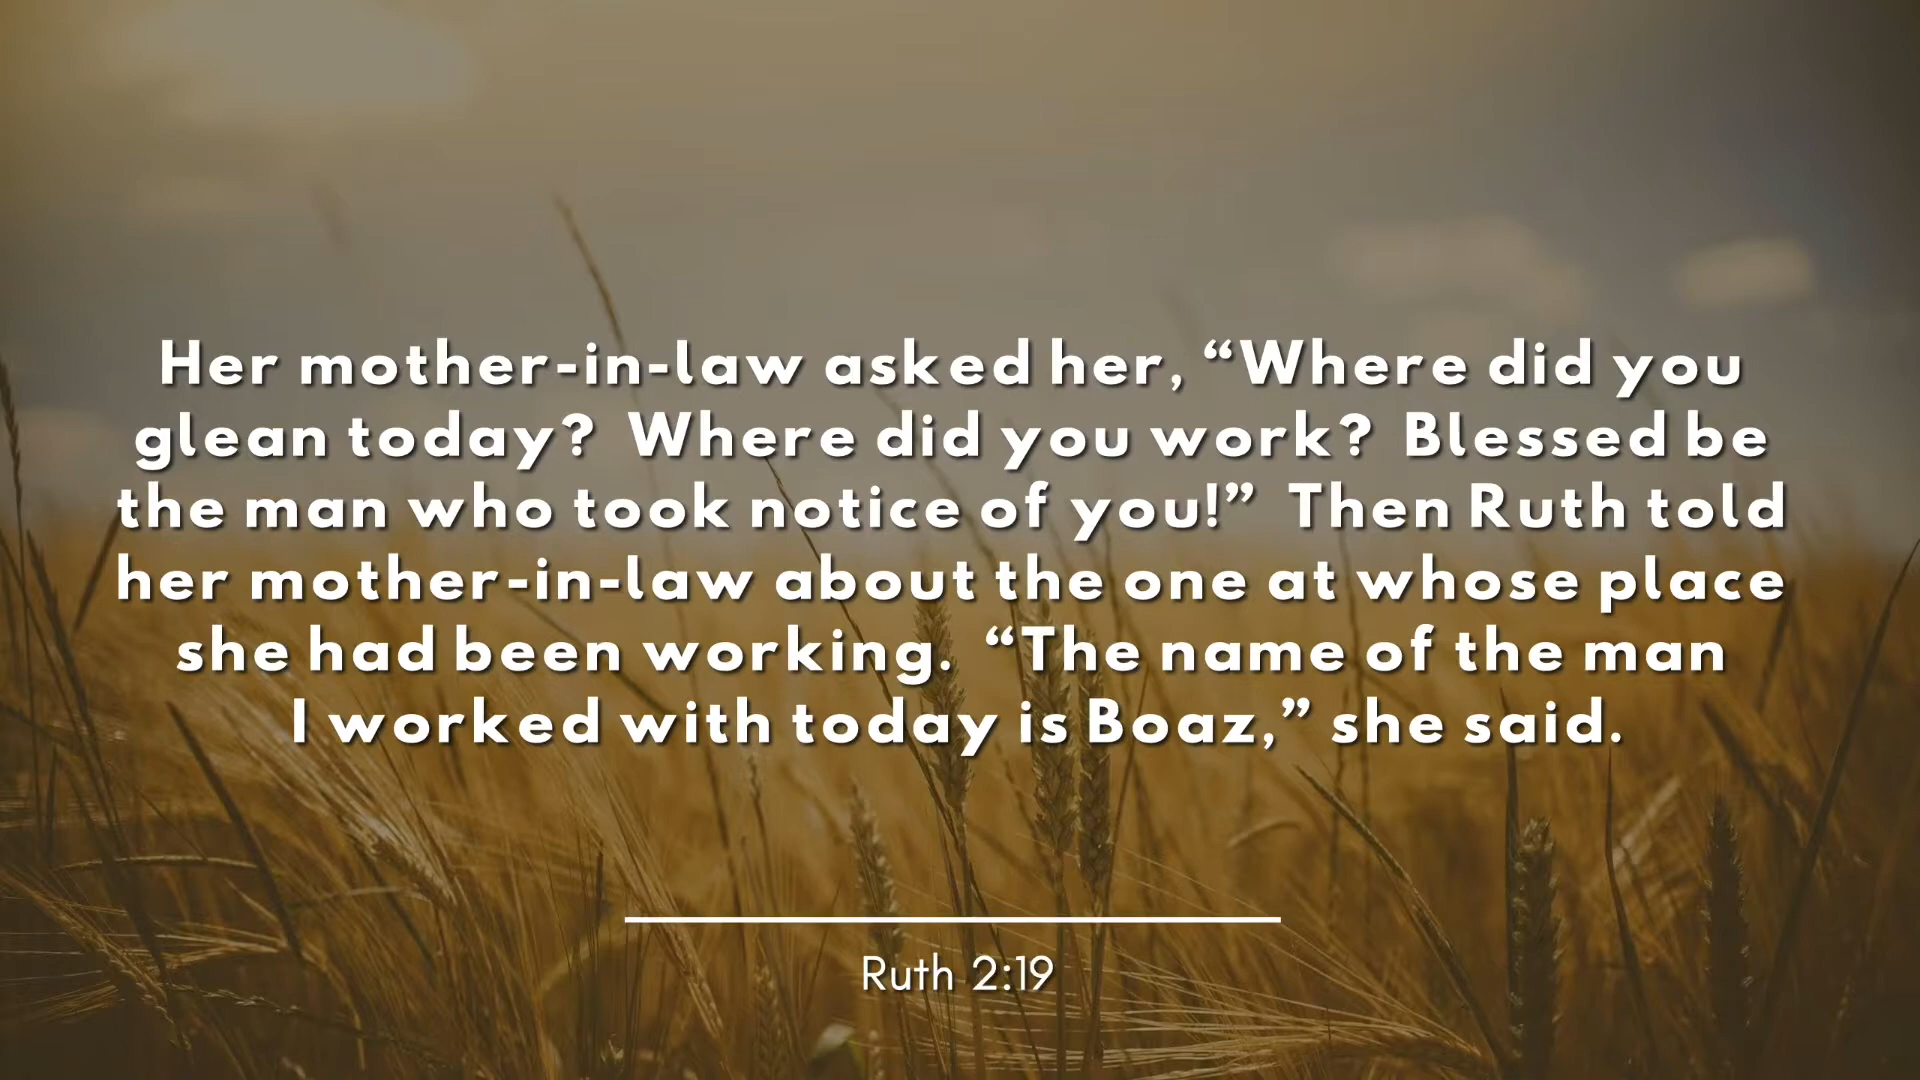 Her mother-in-law asked her, “Where did you
glean today? Where did you work? Blessed be
the man who took notice of you!” Then Ruth told
her mother-in-law about the one at whose place
she had been working. “The name of the man
I worked with today is Boaz,” she said.
Ruth 2:19